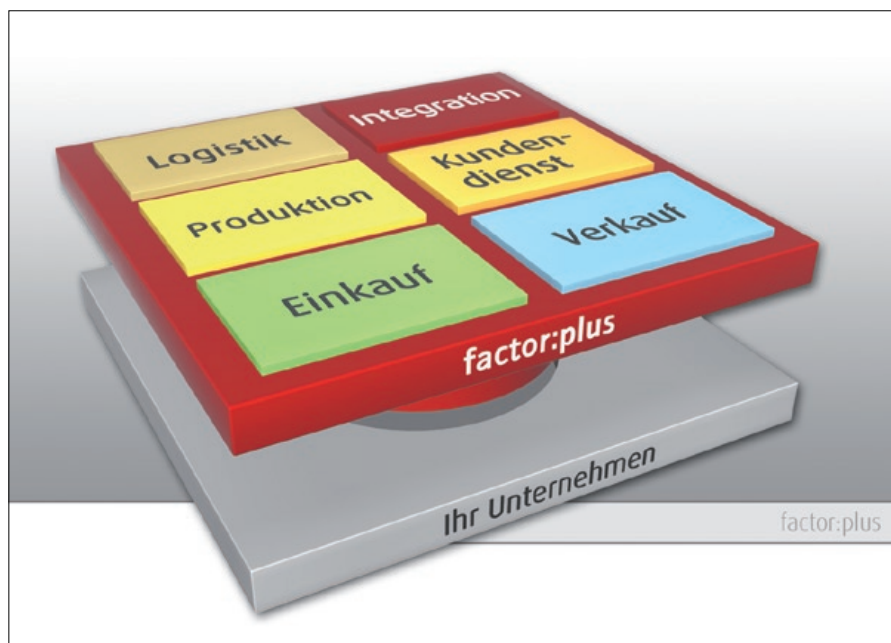 Logistik
Integration
Produktion
Kunden-
dienst
Einkauf
Verkauf
factor:plus
Ihr Unternehmen
factor:plus